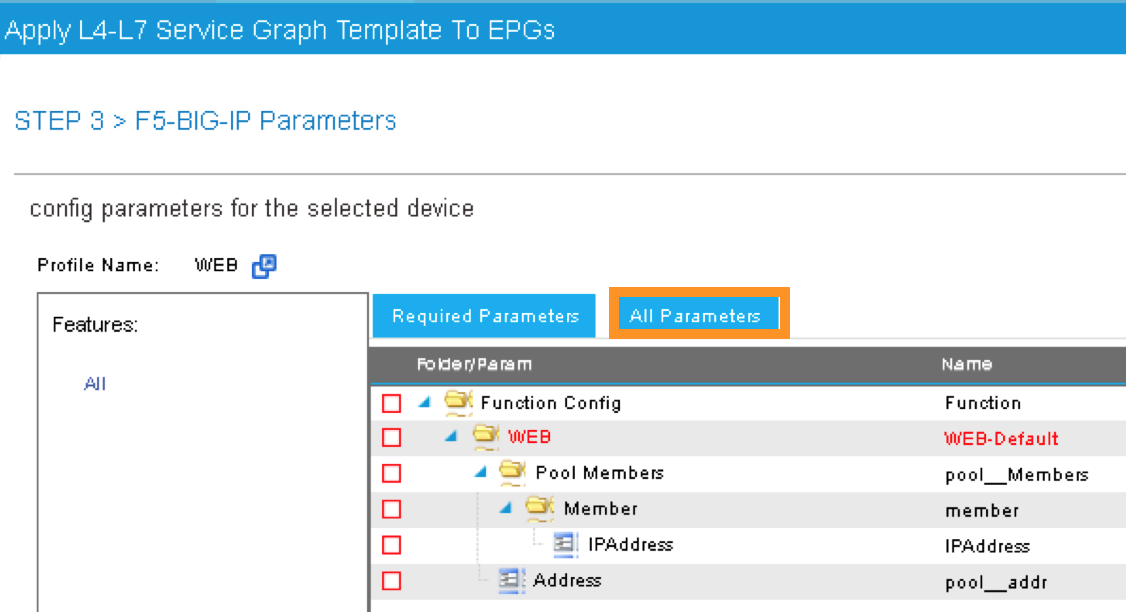 Apply L4-L7 Service Graph Template To EPGs
STEP 3 > F5-BIG-IP Parameters
config parameters for the selected device
Profile Name: WEB
Features:
All
Required Parameters All Parameters
Folder/Param Name
Function Config Function
WEB WEB-Default
Pool Members pool__Members
Member member
IPAddress IPAddress
Address pool__addr